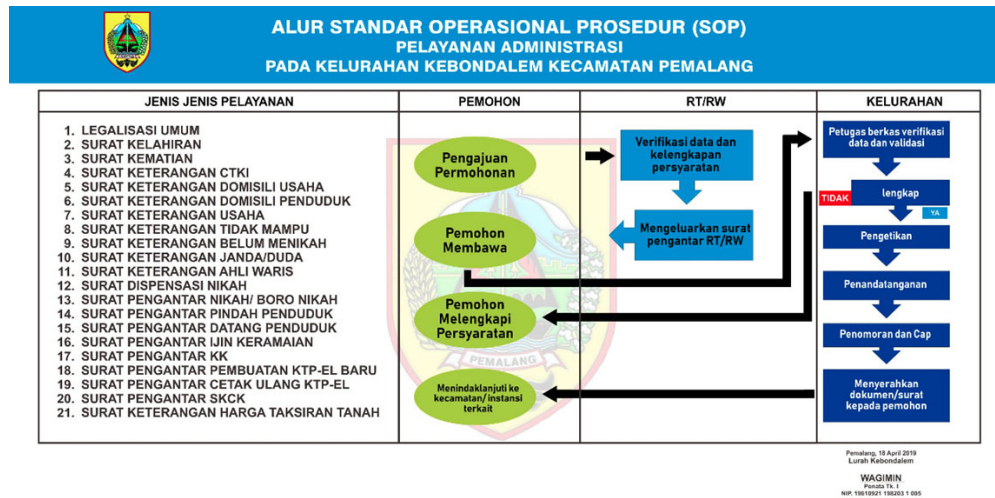 ALUR STANDAR OPERASIONAL PROSEDUR (SOP)
PELAYANAN ADMINISTRASI
PADA KELURAHAN KEBONDALEM KECAMATAN PEMALANG
JENIS JENIS PELAYANAN
1. LEGALISASI UMUM
2. SURAT KELAHIRAN
3. SURAT KEMATIAN
4. SURAT KETERANGAN CTKI
5. SURAT KETERANGAN DOMISILI USAHA
6. SURAT KETERANGAN DOMISILI PENDUDUK
7. SURAT KETERANGAN USAHA
8. SURAT KETERANGAN TIDAK MAMPU
9. SURAT KETERANGAN BELUM MENIKAH
10. SURAT KETERANGAN JANDA/DUDA
11. SURAT KETERANGAN AHLI WARIS
12. SURAT DISPENSASI NIKAH
13. SURAT PENGANTAR NIKAH/ BORO NIKAH
14. SURAT PENGANTAR PINDAH PENDUDUK
15. SURAT PENGANTAR DATANG PENDUDUK
16. SURAT PENGANTAR IJIN KERAMAIAN
17. SURAT PENGANTAR KK
18. SURAT PENGANTAR PEMBUATAN KTP-EL BARU
19. SURAT PENGANTAR CETAK ULANG KTP-EL
20. SURAT PENGANTAR SKCK
21. SURAT KETERANGAN HARGA TAKSIRAN TANAH
PEMOHON
Pengajuan
Permohonan
Pemohon
Membawa
Pemohon
Melengkapi
Persyaratan
PEMALANG
Menindaklanjuti ke
kecamatan/instansi
terkait
RT/RW
Verifikasi data dan
kelengkapan
persyaratan
Mengeluarkan surat
pengantar RT/RW
KELURAHAN
Petugas berkas verifikasi
data dan validasi
lengkap
TIDAK
YA
Pengetikan
Penandatanganan
Penomoran dan Cap
Menyerahkan
dokumen/surat
kepada pemohon
Pemalang, 18 April 2019
Lurah Kebondalem
WAGIMIN
Penata Tk. I
NIP. 19610921 198203 1 005